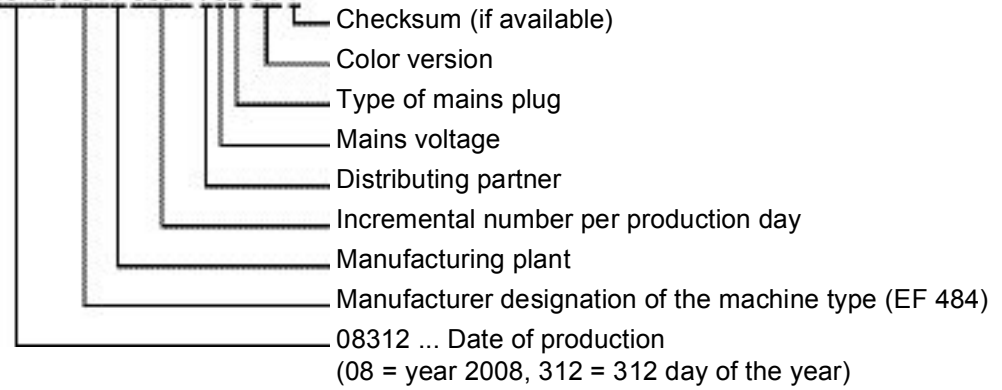 Checksum (if available)
Color version
Type of mains plug
Mains voltage
Distributing partner
Incremental number per production day
Manufacturing plant
Manufacturer designation of the machine type (EF 484)
08312 ... Date of production
(08 = year 2008, 312 = 312 day of the year)